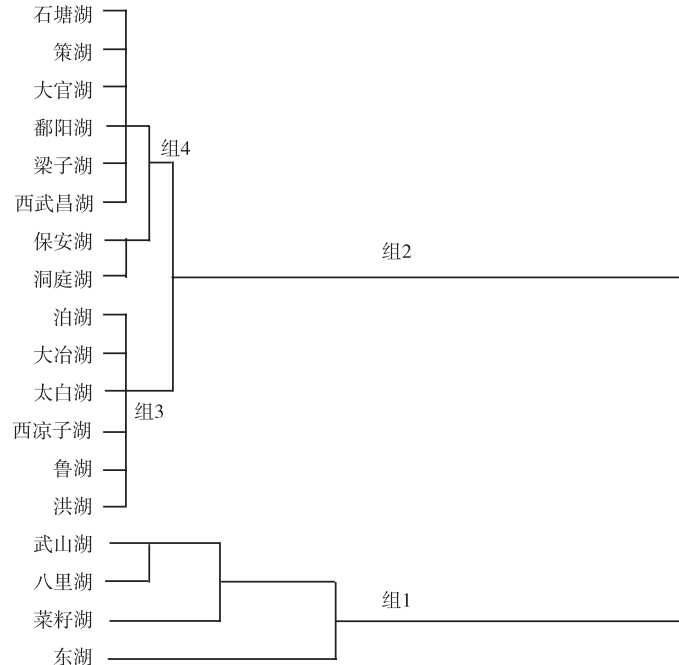 石塘湖
策湖
大官湖
鄱阳湖
组4
梁子湖
西武昌湖
保安湖
组2
洞庭湖
泊湖
大冶湖
太白湖
组3
西凉子湖
鲁湖
洪湖
武山湖
八里湖
组1
菜籽湖
东湖